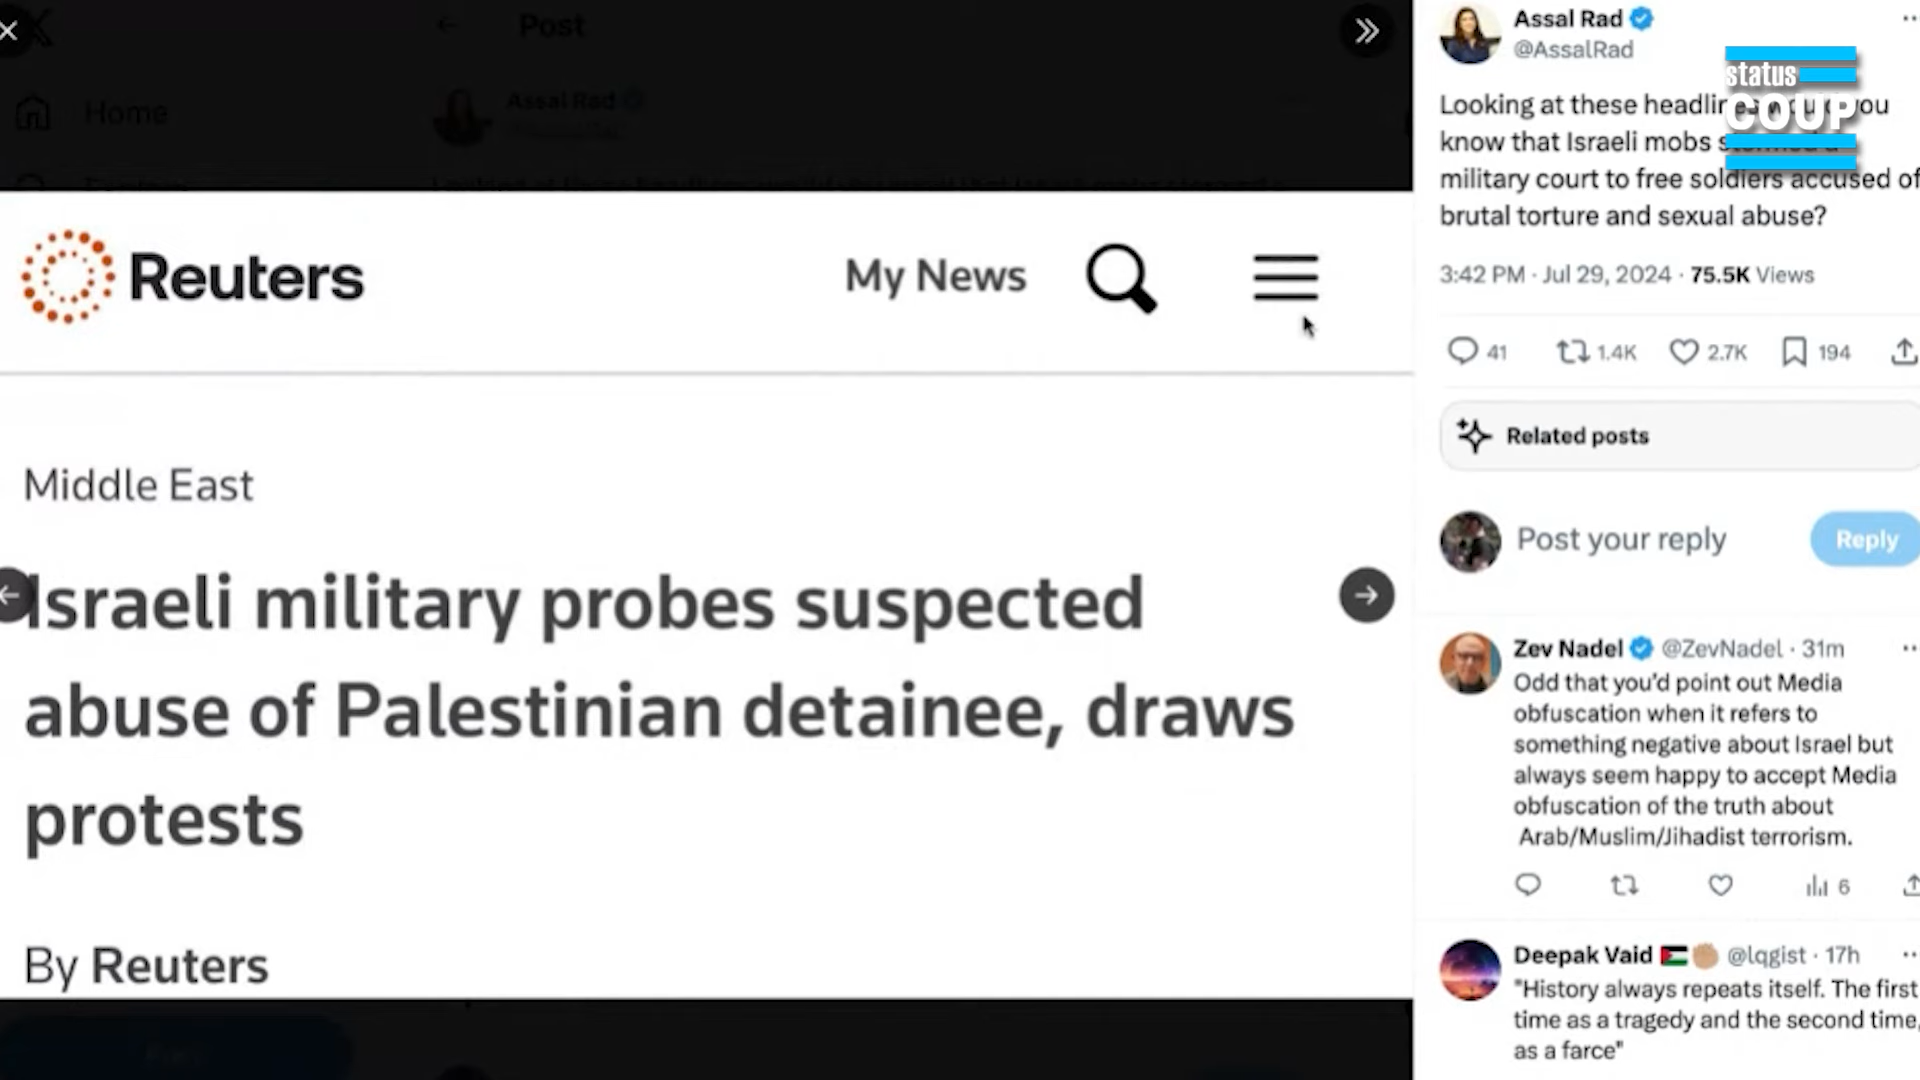 Post
Assal Rad
Home
Reuters
My News
Middle East
Israeli military probes suspected
abuse of Palestinian detainee, draws
protests
By Reuters
Assal Rad
@AssalRad
status
COUP
Looking at these headlines would you
know that Israeli mobs stormed a
military court to free soldiers accused of
brutal torture and sexual abuse?
3:42 PM · Jul 29, 2024 · 75.5K Views
41 1.4K 2.7K 194
Related posts
Post your reply
Reply
Zev Nadel @ZevNadel · 31m
Odd that you'd point out Media
obfuscation when it refers to
something negative about Israel but
always seem happy to accept Media
obfuscation of the truth about
Arab/Muslim/Jihadist terrorism.
6
Deepak Vaid @lqgist · 17h
"History always repeats itself. The first
time as a tragedy and the second time,
as a farce"